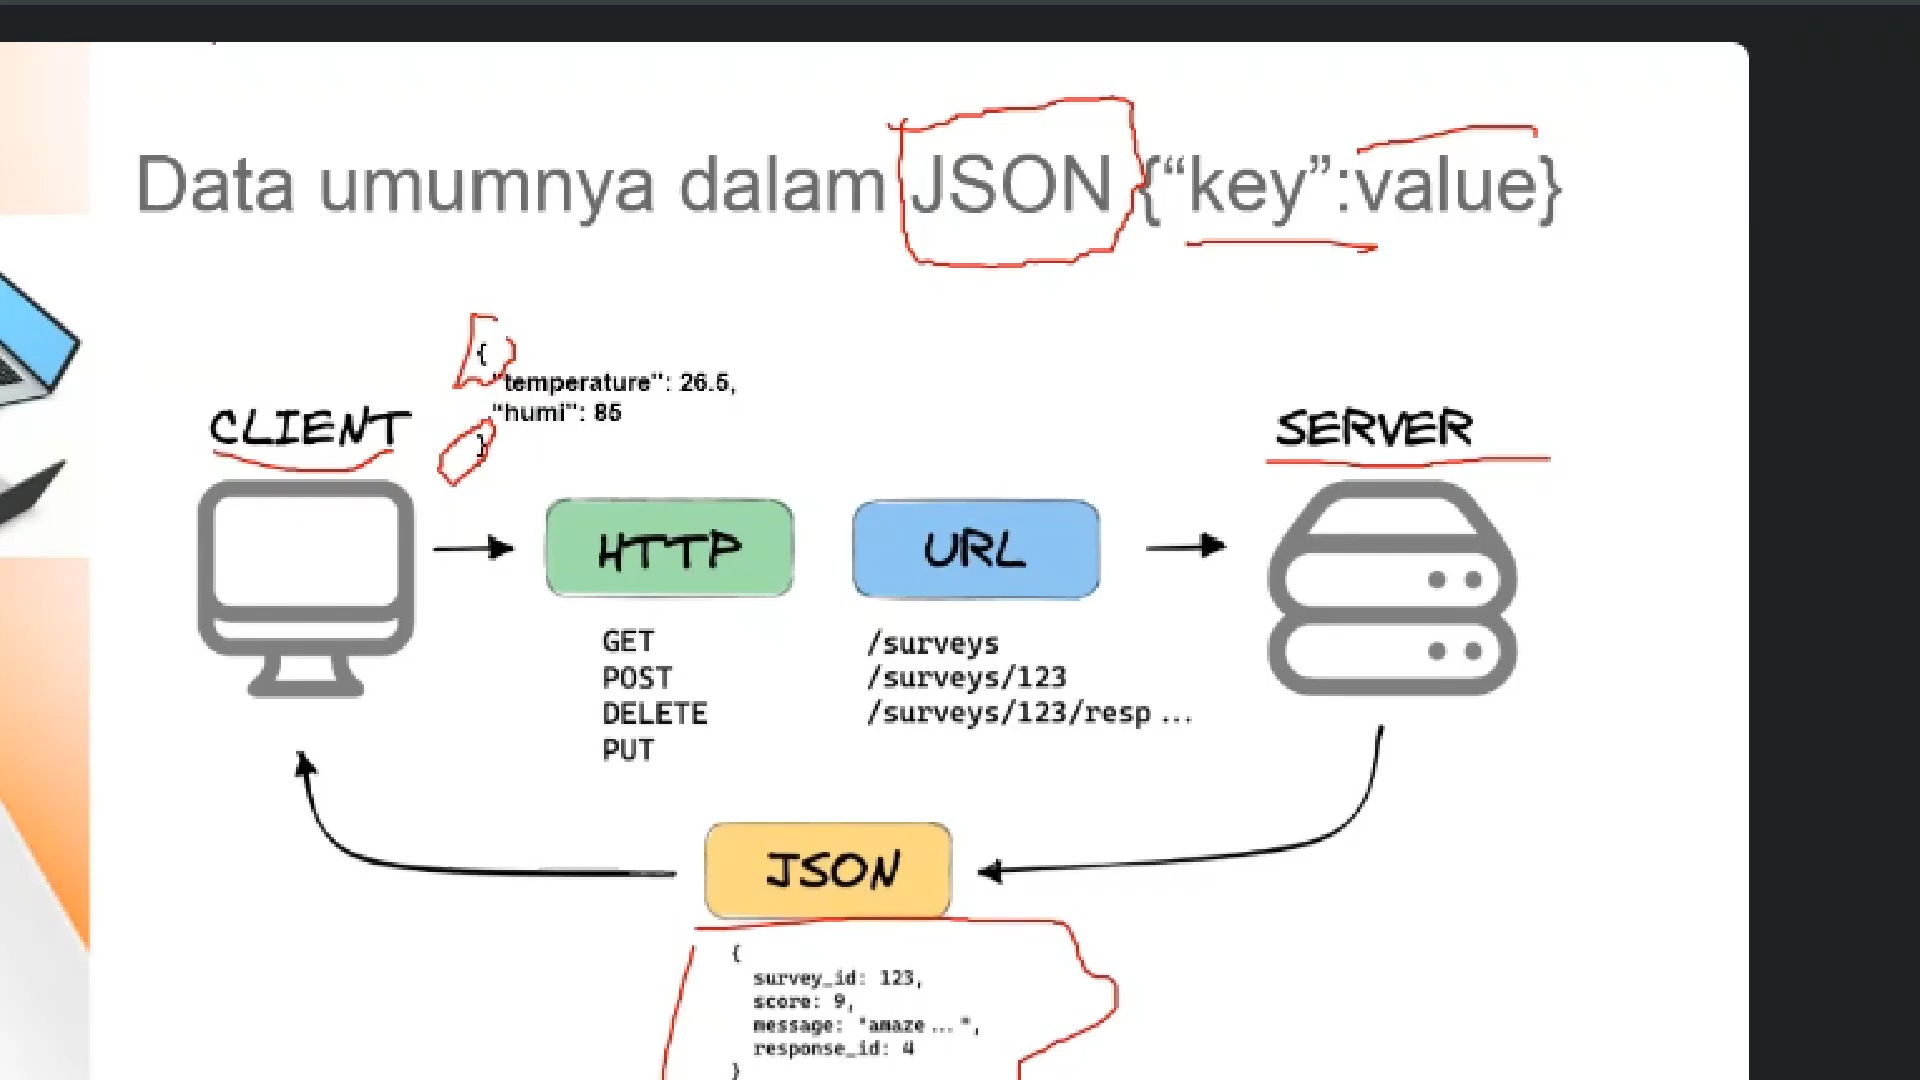 Data umumnya dalam JSON {“key”:value}
{
"temperature": 26.5,
"humi": 85
}
CLIENT
SERVER
HTTP
URL
GET
POST
DELETE
PUT
/surveys
/surveys/123
/surveys/123/resp ...
JSON
{
survey_id: 123,
score: 9,
message: "amaze ... ",
response_id: 4
}